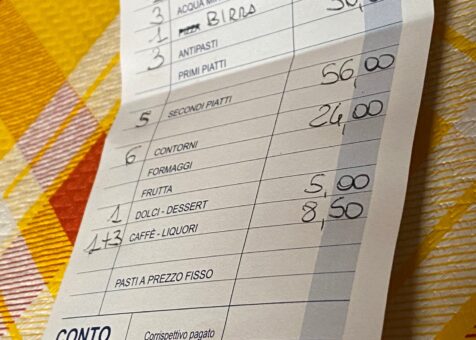 3 ACQUA
1 BIRRA
3 ANTIPASTI
PRIMI PIATTI
5 SECONDI PIATTI 56,00
6 CONTORNI 24,00
FORMAGGI
FRUTTA
1 DOLCI - DESSERT 5,00
1+3 CAFFÈ - LIQUORI 8,50
PASTI A PREZZO FISSO
CONTO Corrispettivo pagato